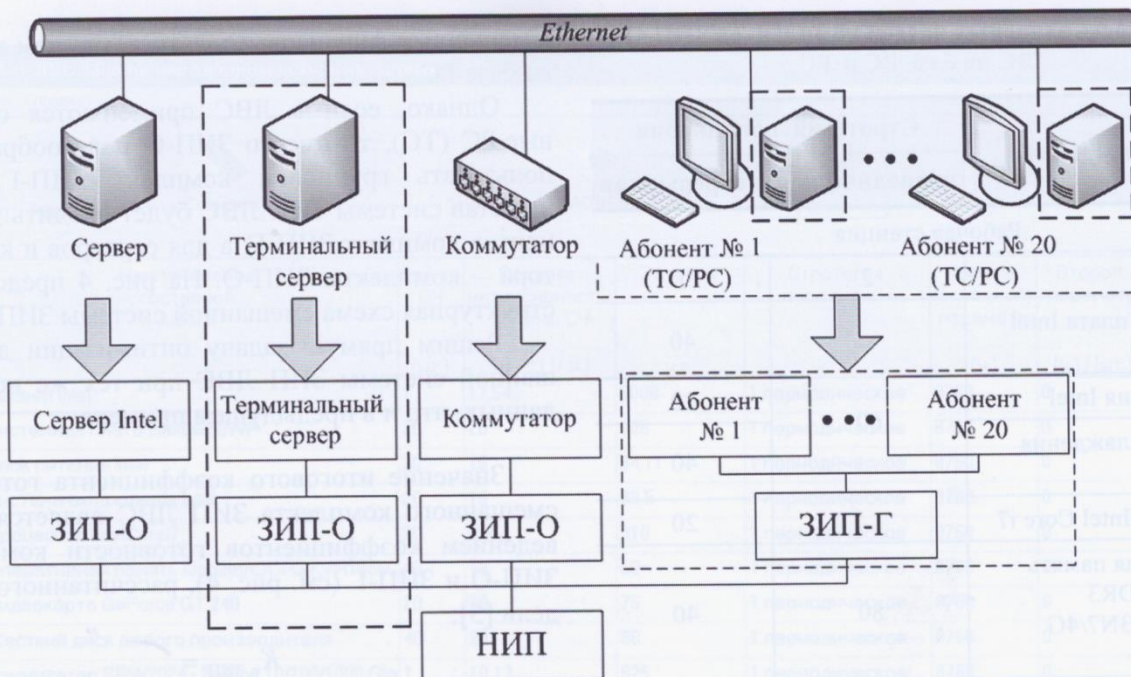 Ethernet
Сервер
Терминальный
сервер
Коммутатор
Абонент № 1
(ТС/РС)
Абонент № 20
(ТС/РС)
Сервер Intel
Терминальный
сервер
Коммутатор
Абонент
№ 1
Абонент
№ 20
ЗИП-О
ЗИП-О
ЗИП-О
ЗИП-Г
НИП